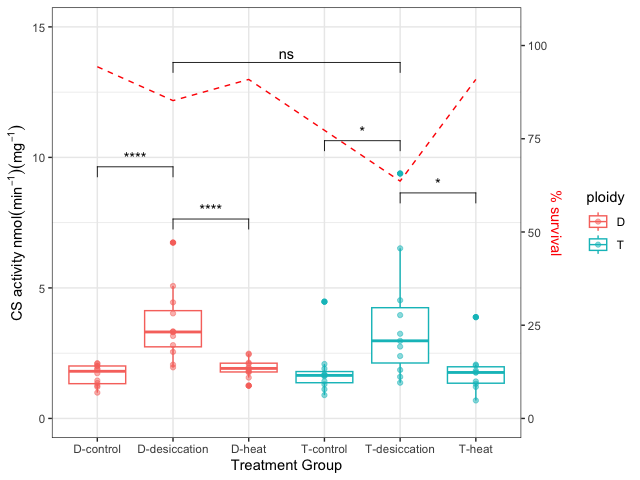 15
10
5
0
CS activity nmol(min⁻¹)(mg⁻¹)
ns
****
****
*
*
100
75
50
25
0
% survival
ploidy
D
T
D-control D-desiccation D-heat T-control T-desiccation T-heat
Treatment Group